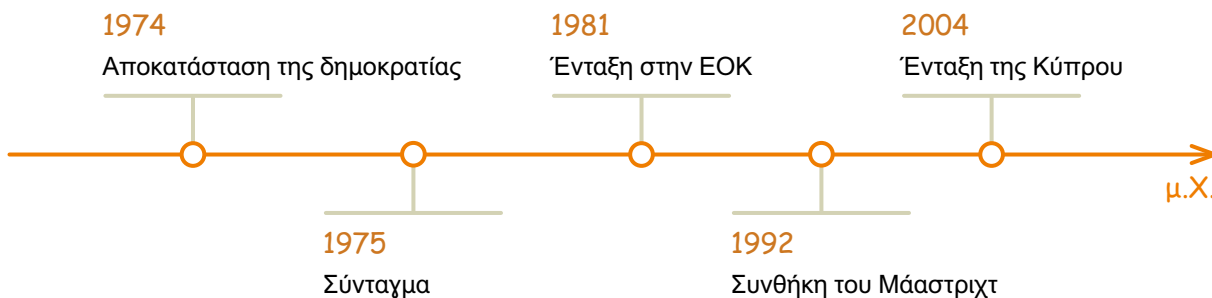 1974
Αποκατάσταση της δημοκρατίας
1981
Ένταξη στην ΕΟΚ
2004
Ένταξη της Κύπρου
μ.Χ.
1975
Σύνταγμα
1992
Συνθήκη του Μάαστριχτ